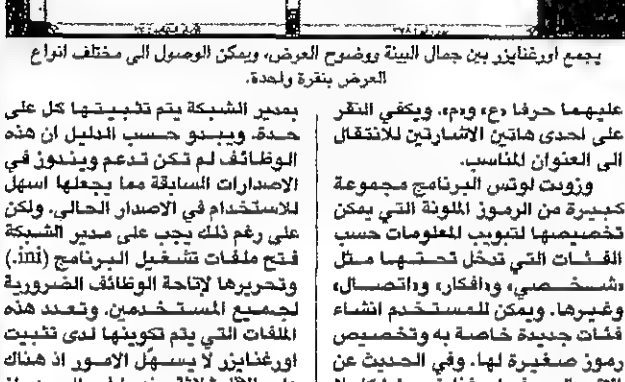 يجمع اورغنايزر بين جمال البيئة ووضوح العرض، ويمكن الوصول الى مختلف انواع
العرض بنقرة واحدة.
عليهما حرفا «ع» و«م». ويكفي النقر
على احدى هاتين الاشارتين للانتقال
الى العنوان المناسب.
وزودت لوتس البرنامج مجموعة
كبيرة من الرموز الملونة التي يمكن
تخصيصها لتبويب المعلومات حسب
الفئات التي تدخل تحتها مثل
«شخصي» و«افكار» و«اتصال»
وغيرها. ويمكن للمستخدم انشاء
فئات جديدة خاصة به وتخصيص
رموز صغيرة لها. وفي الحديث عن
بمدير الشبكة يتم تثبيتها كل على
حدة. ويبدو حسب الدليل ان هذه
الوظائف لم تكن تدعم ويندوز في
الاصدارات السابقة مما يجعلها اسهل
للاستخدام في الاصدار الحالي. ولكن
على رغم ذلك يجب على مدير الشبكة
فتح ملفات تشغيل البرنامج (ini.)
وتحريرها لإتاحة الوظائف الضرورية
لجميع المستخدمين. وتعدد هذه
الملفات التي يتم تكوينها لدى تثبيت
اورغنايزر لا يسهّل الامور اذ هناك